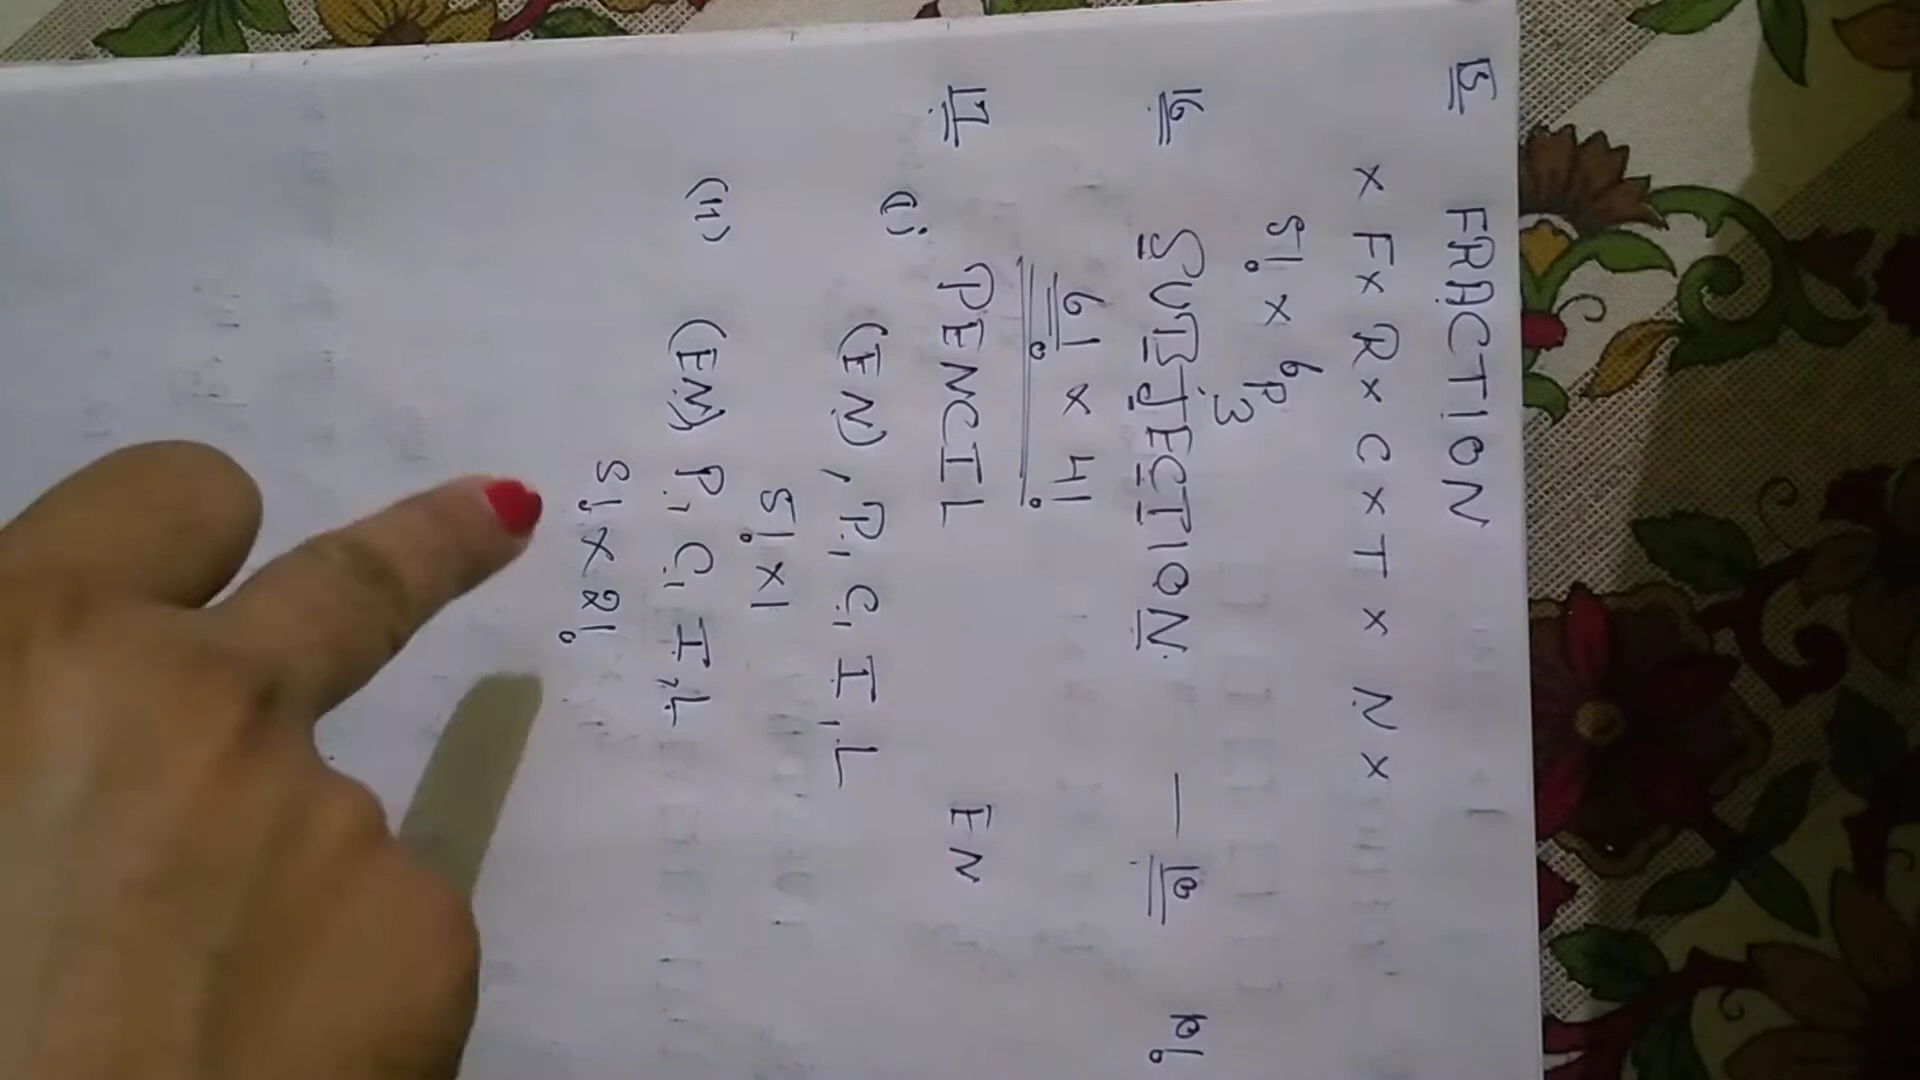 15 FRACTION
x F x R x C x T x N x
5! x 6p3
16 SUBJECTION — 10 10!
6! x 4!
17 PENCIL EN
(i) (EN), P, C, I, L
5! x 1
(ii) (EN) P, C, I, L
5! x 2!